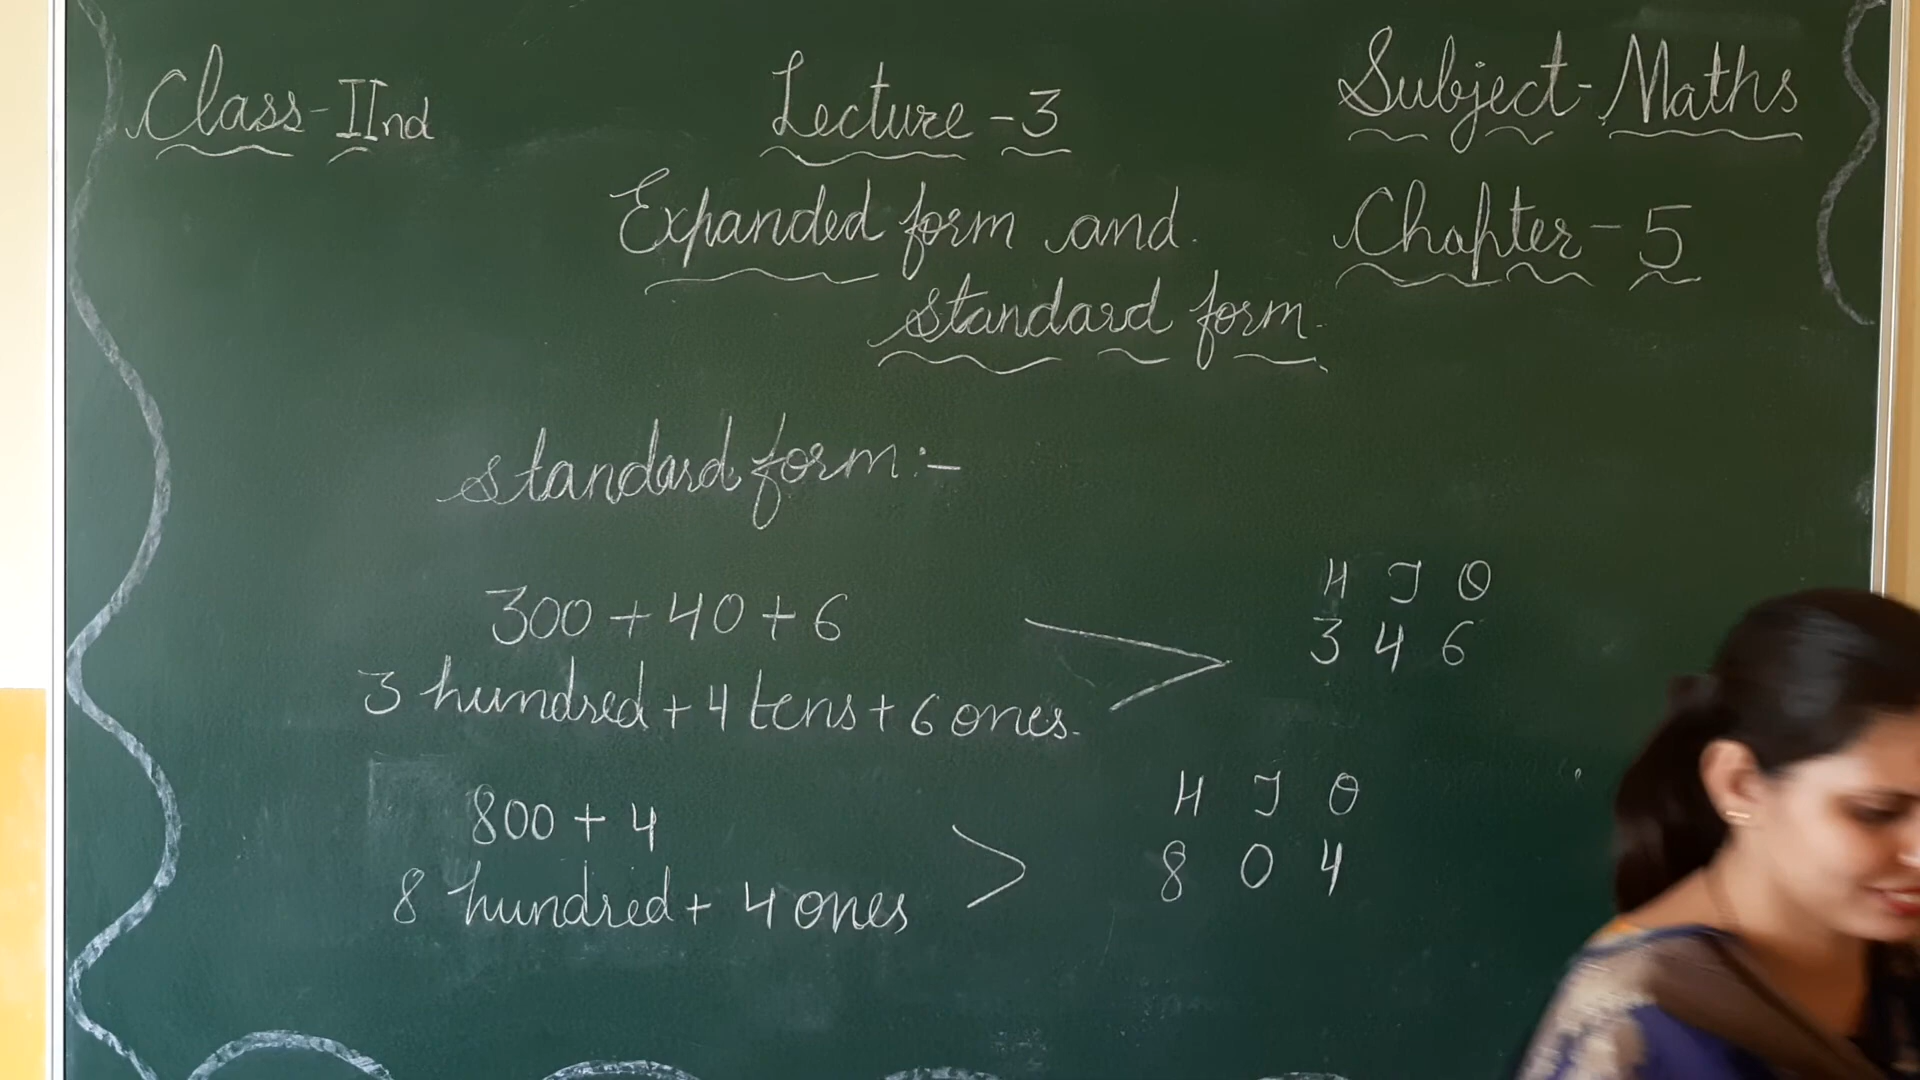 Class-IInd
Lecture-3
Subject-Maths
Expanded form and
standard form.
Chapter-5
standard form:-
300+40+6
3 hundred+4 tens+6 ones.
H T O
3 4 6
800+4
8 hundred+4 ones
H T O
8 0 4